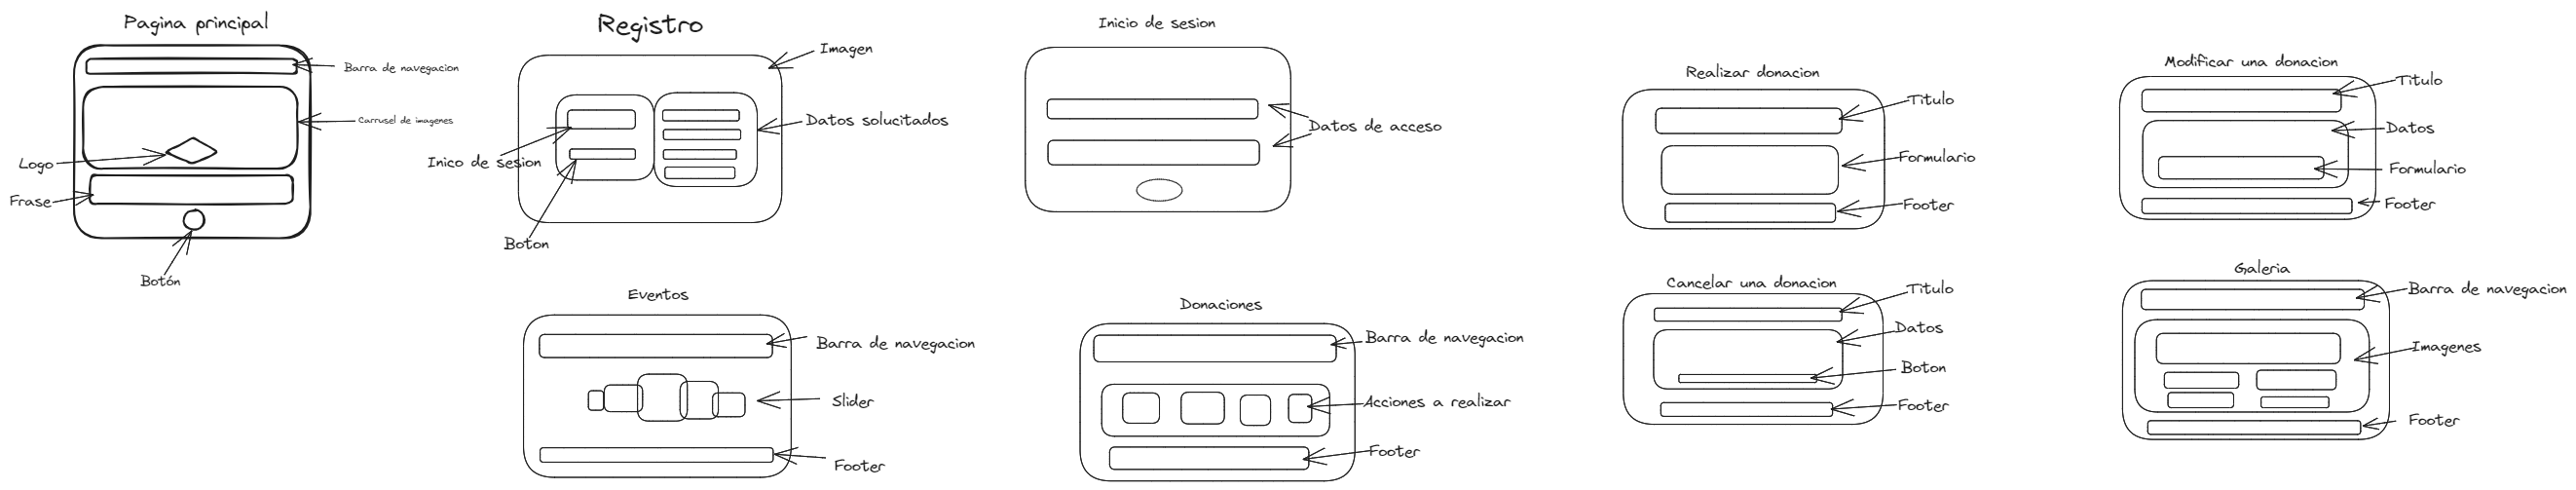 Pagina principal
Barra de navegacion
Carrusel de imagenes
Logo
Frase
Botón
Registro
Imagen
Datos solucitados
Inico de sesion
Boton
Inicio de sesion
Datos de acceso
Realizar donacion
Titulo
Formulario
Footer
Modificar una donacion
Titulo
Datos
Formulario
Footer
Eventos
Barra de navegacion
Slider
Footer
Donaciones
Barra de navegacion
Acciones a realizar
Footer
Cancelar una donacion
Titulo
Datos
Boton
Footer
Galeria
Barra de navegacion
Imagenes
Footer